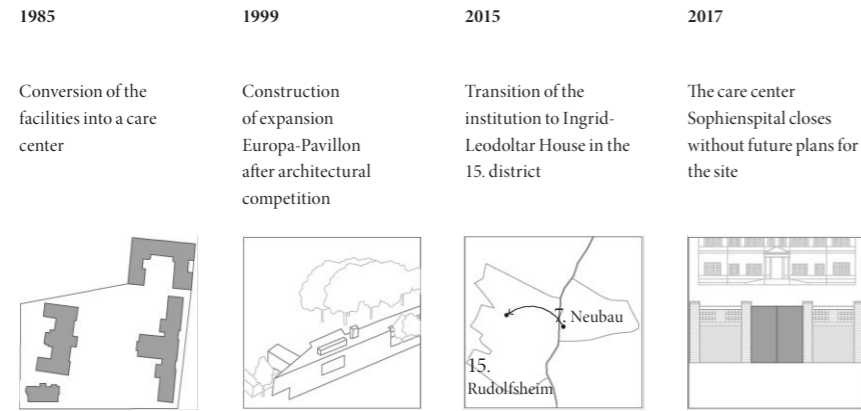 1985
Conversion of the
facilities into a care
center
1999
Construction
of expansion
Europa-Pavillon
after architectural
competition
2015
Transition of the
institution to Ingrid-
Leodoltar House in the
15. district
2017
The care center
Sophienspital closes
without future plans for
the site
7. Neubau
15.
Rudolfsheim